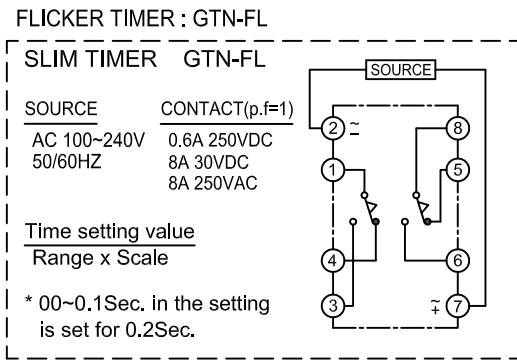 FLICKER TIMER : GTN-FL
SLIM TIMER GTN-FL
SOURCE
AC 100~240V
50/60HZ
CONTACT(p.f=1)
0.6A 250VDC
8A 30VDC
8A 250VAC
Time setting value
Range x Scale
* 00~0.1Sec. in the setting
is set for 0.2Sec.
SOURCE
2 ~ − 8
1 5
4 6
3 ~ + 7